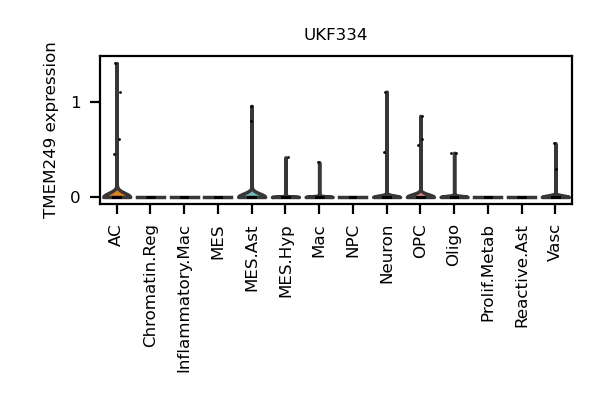 UKF334
TMEM249 expression
1
0
AC
Chromatin.Reg
Inflammatory.Mac
MES
MES.Ast
MES.Hyp
Mac
NPC
Neuron
OPC
Oligo
Prolif.Metab
Reactive.Ast
Vasc